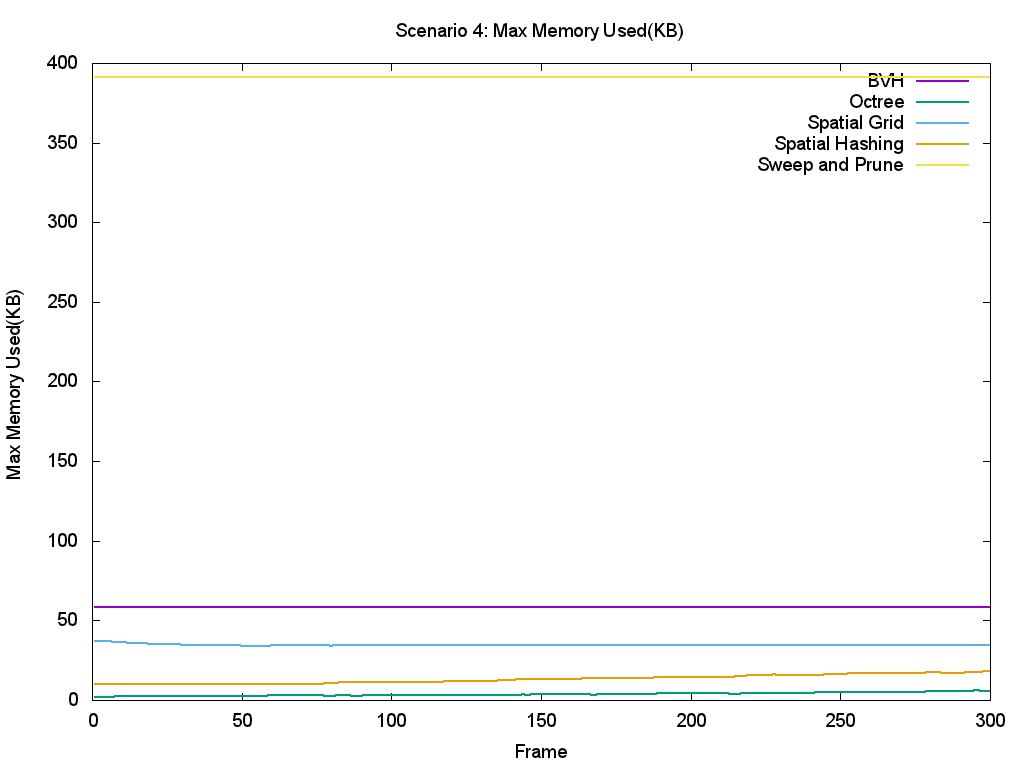 Scenario 4: Max Memory Used(KB)
400
350
300
250
200
150
100
50
0
Max Memory Used(KB)
BVH
Octree
Spatial Grid
Spatial Hashing
Sweep and Prune
0 50 100 150 200 250 300
Frame